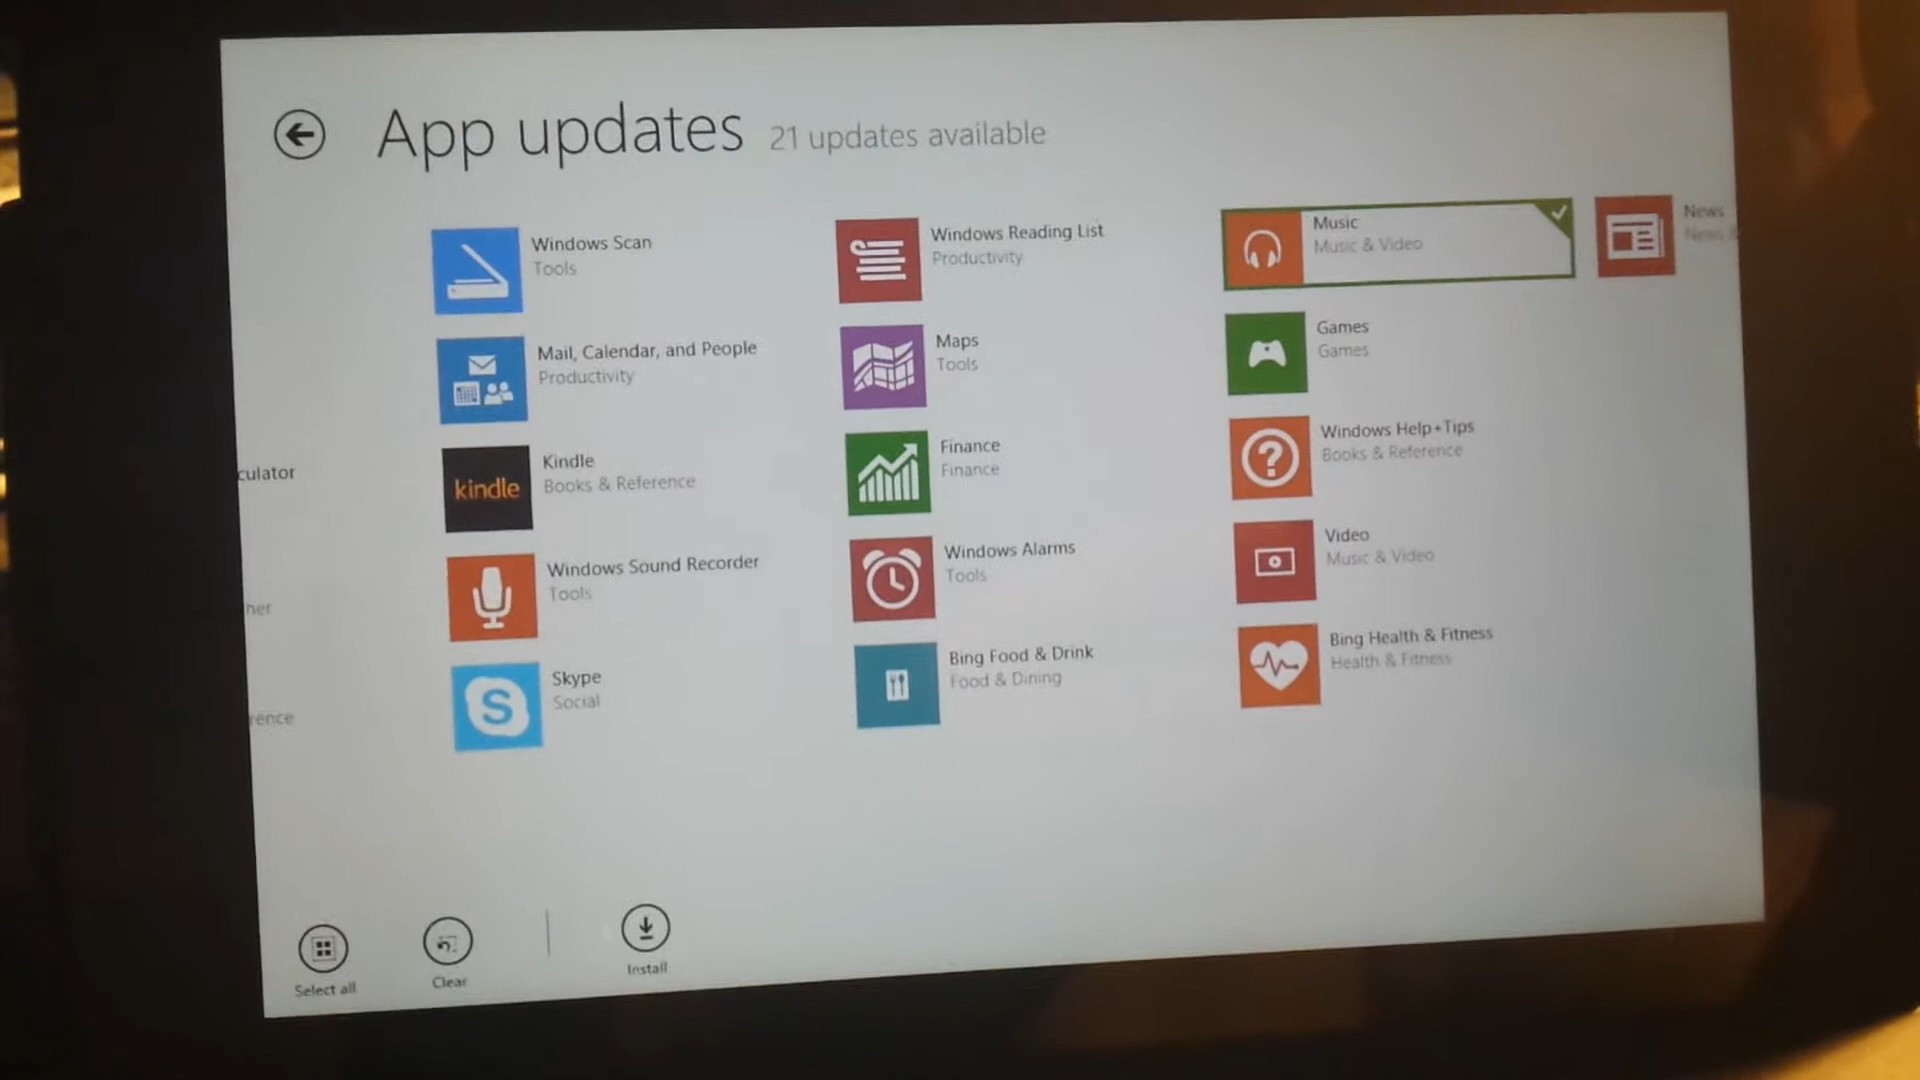 App updates 21 updates available
culator
her
rence
Windows Scan
Tools
Mail, Calendar, and People
Productivity
kindle
Kindle
Books & Reference
Windows Sound Recorder
Tools
S
Skype
Social
Windows Reading List
Productivity
Maps
Tools
Finance
Finance
Windows Alarms
Tools
Bing Food & Drink
Food & Dining
Music
Music & Video
Games
Games
?
Windows Help+Tips
Books & Reference
Video
Music & Video
Bing Health & Fitness
Health & Fitness
News
News &
Select all
Clear
Install